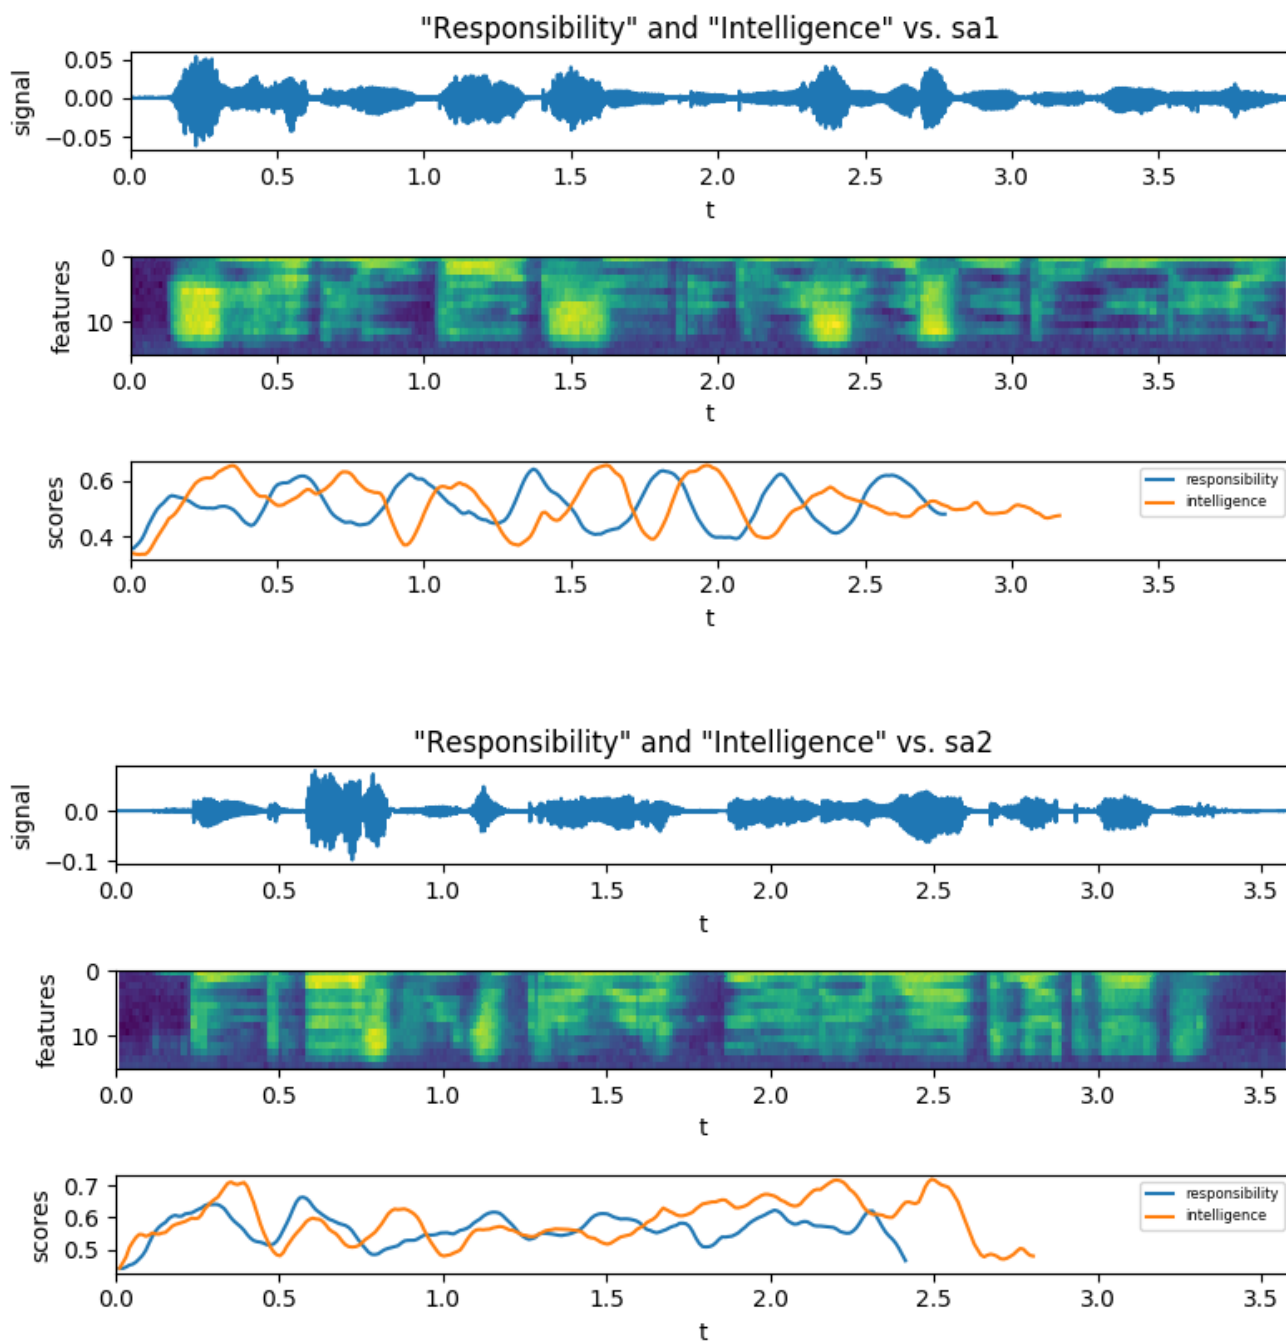 "Responsibility" and "Intelligence" vs. sa1
signal
0.05
0.00
−0.05
0.0 0.5 1.0 1.5 2.0 2.5 3.0 3.5
t
features
0
10
0.0 0.5 1.0 1.5 2.0 2.5 3.0 3.5
t
scores
0.6
0.4
responsibility
intelligence
0.0 0.5 1.0 1.5 2.0 2.5 3.0 3.5
t
"Responsibility" and "Intelligence" vs. sa2
signal
0.0
−0.1
0.0 0.5 1.0 1.5 2.0 2.5 3.0 3.5
t
features
0
10
0.0 0.5 1.0 1.5 2.0 2.5 3.0 3.5
t
scores
0.7
0.6
0.5
responsibility
intelligence
0.0 0.5 1.0 1.5 2.0 2.5 3.0 3.5
t